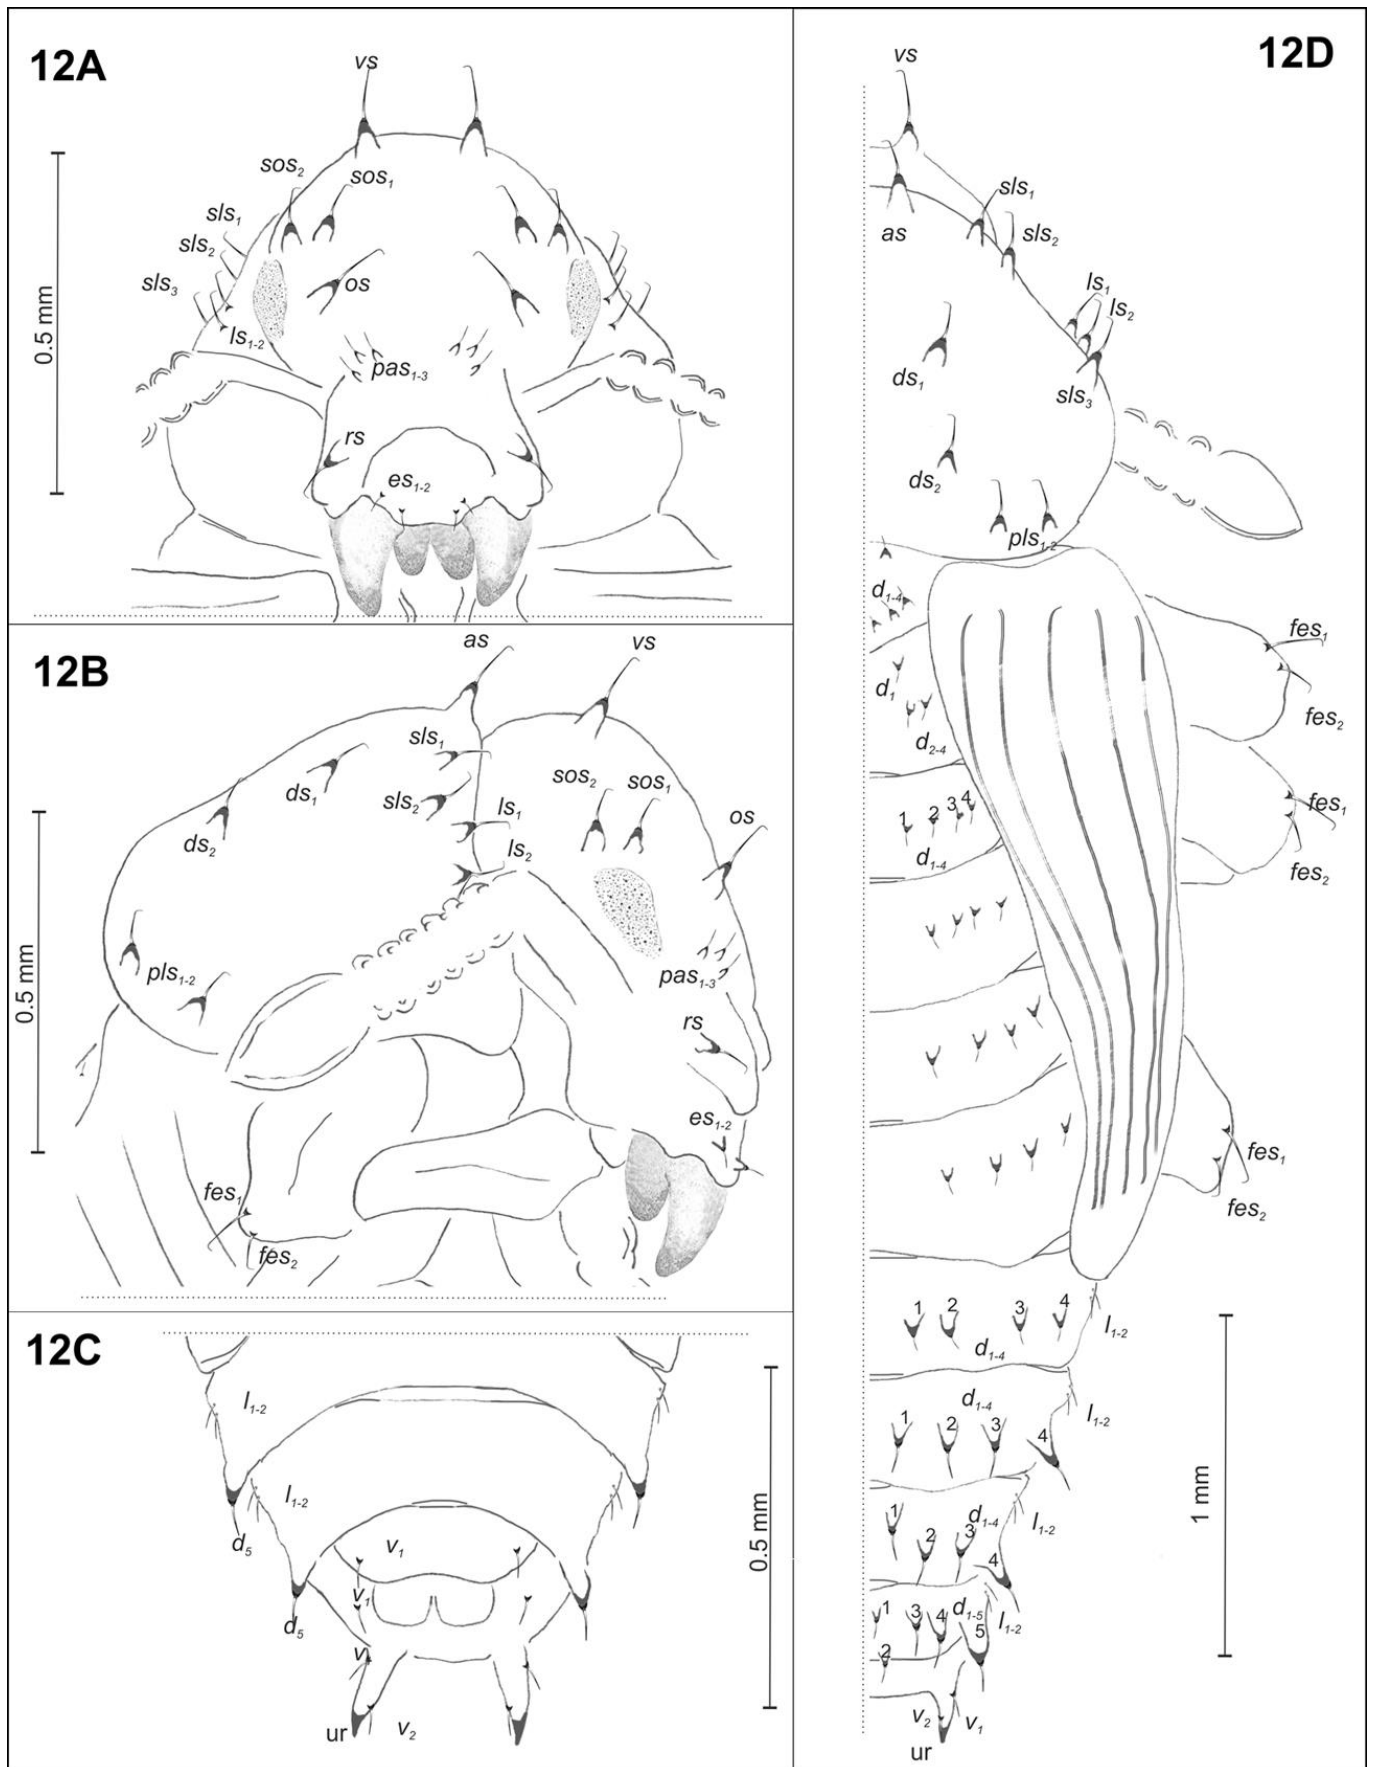 12A
vs
sos2
sos1
sls1
sls2
sls3
os
ls1-2
pas1-3
rs
es1-2
0.5 mm
12B
as
vs
sls1
ds1
sls2
ds2
sos2
sos1
ls1
ls2
os
pls1-2
pas1-3
rs
es1-2
fes1
fes2
0.5 mm
12C
l1-2
l1-2
d5
d5
v1
v1
v1
ur
v2
0.5 mm
12D
vs
as
sls1
sls2
ls1
ls2
sls3
ds1
ds2
pls1-2
d1-4
d1
d2-4
1 2 3 4
d1-4
fes1
fes2
fes1
fes2
fes1
fes2
1 2 3 4
d1-4
l1-2
d1-4
1 2 3 4
l1-2
1 2 3 4
d1-4
l1-2
1 3 4 d1-5
5
2
l1-2
v2 v1
ur
1 mm